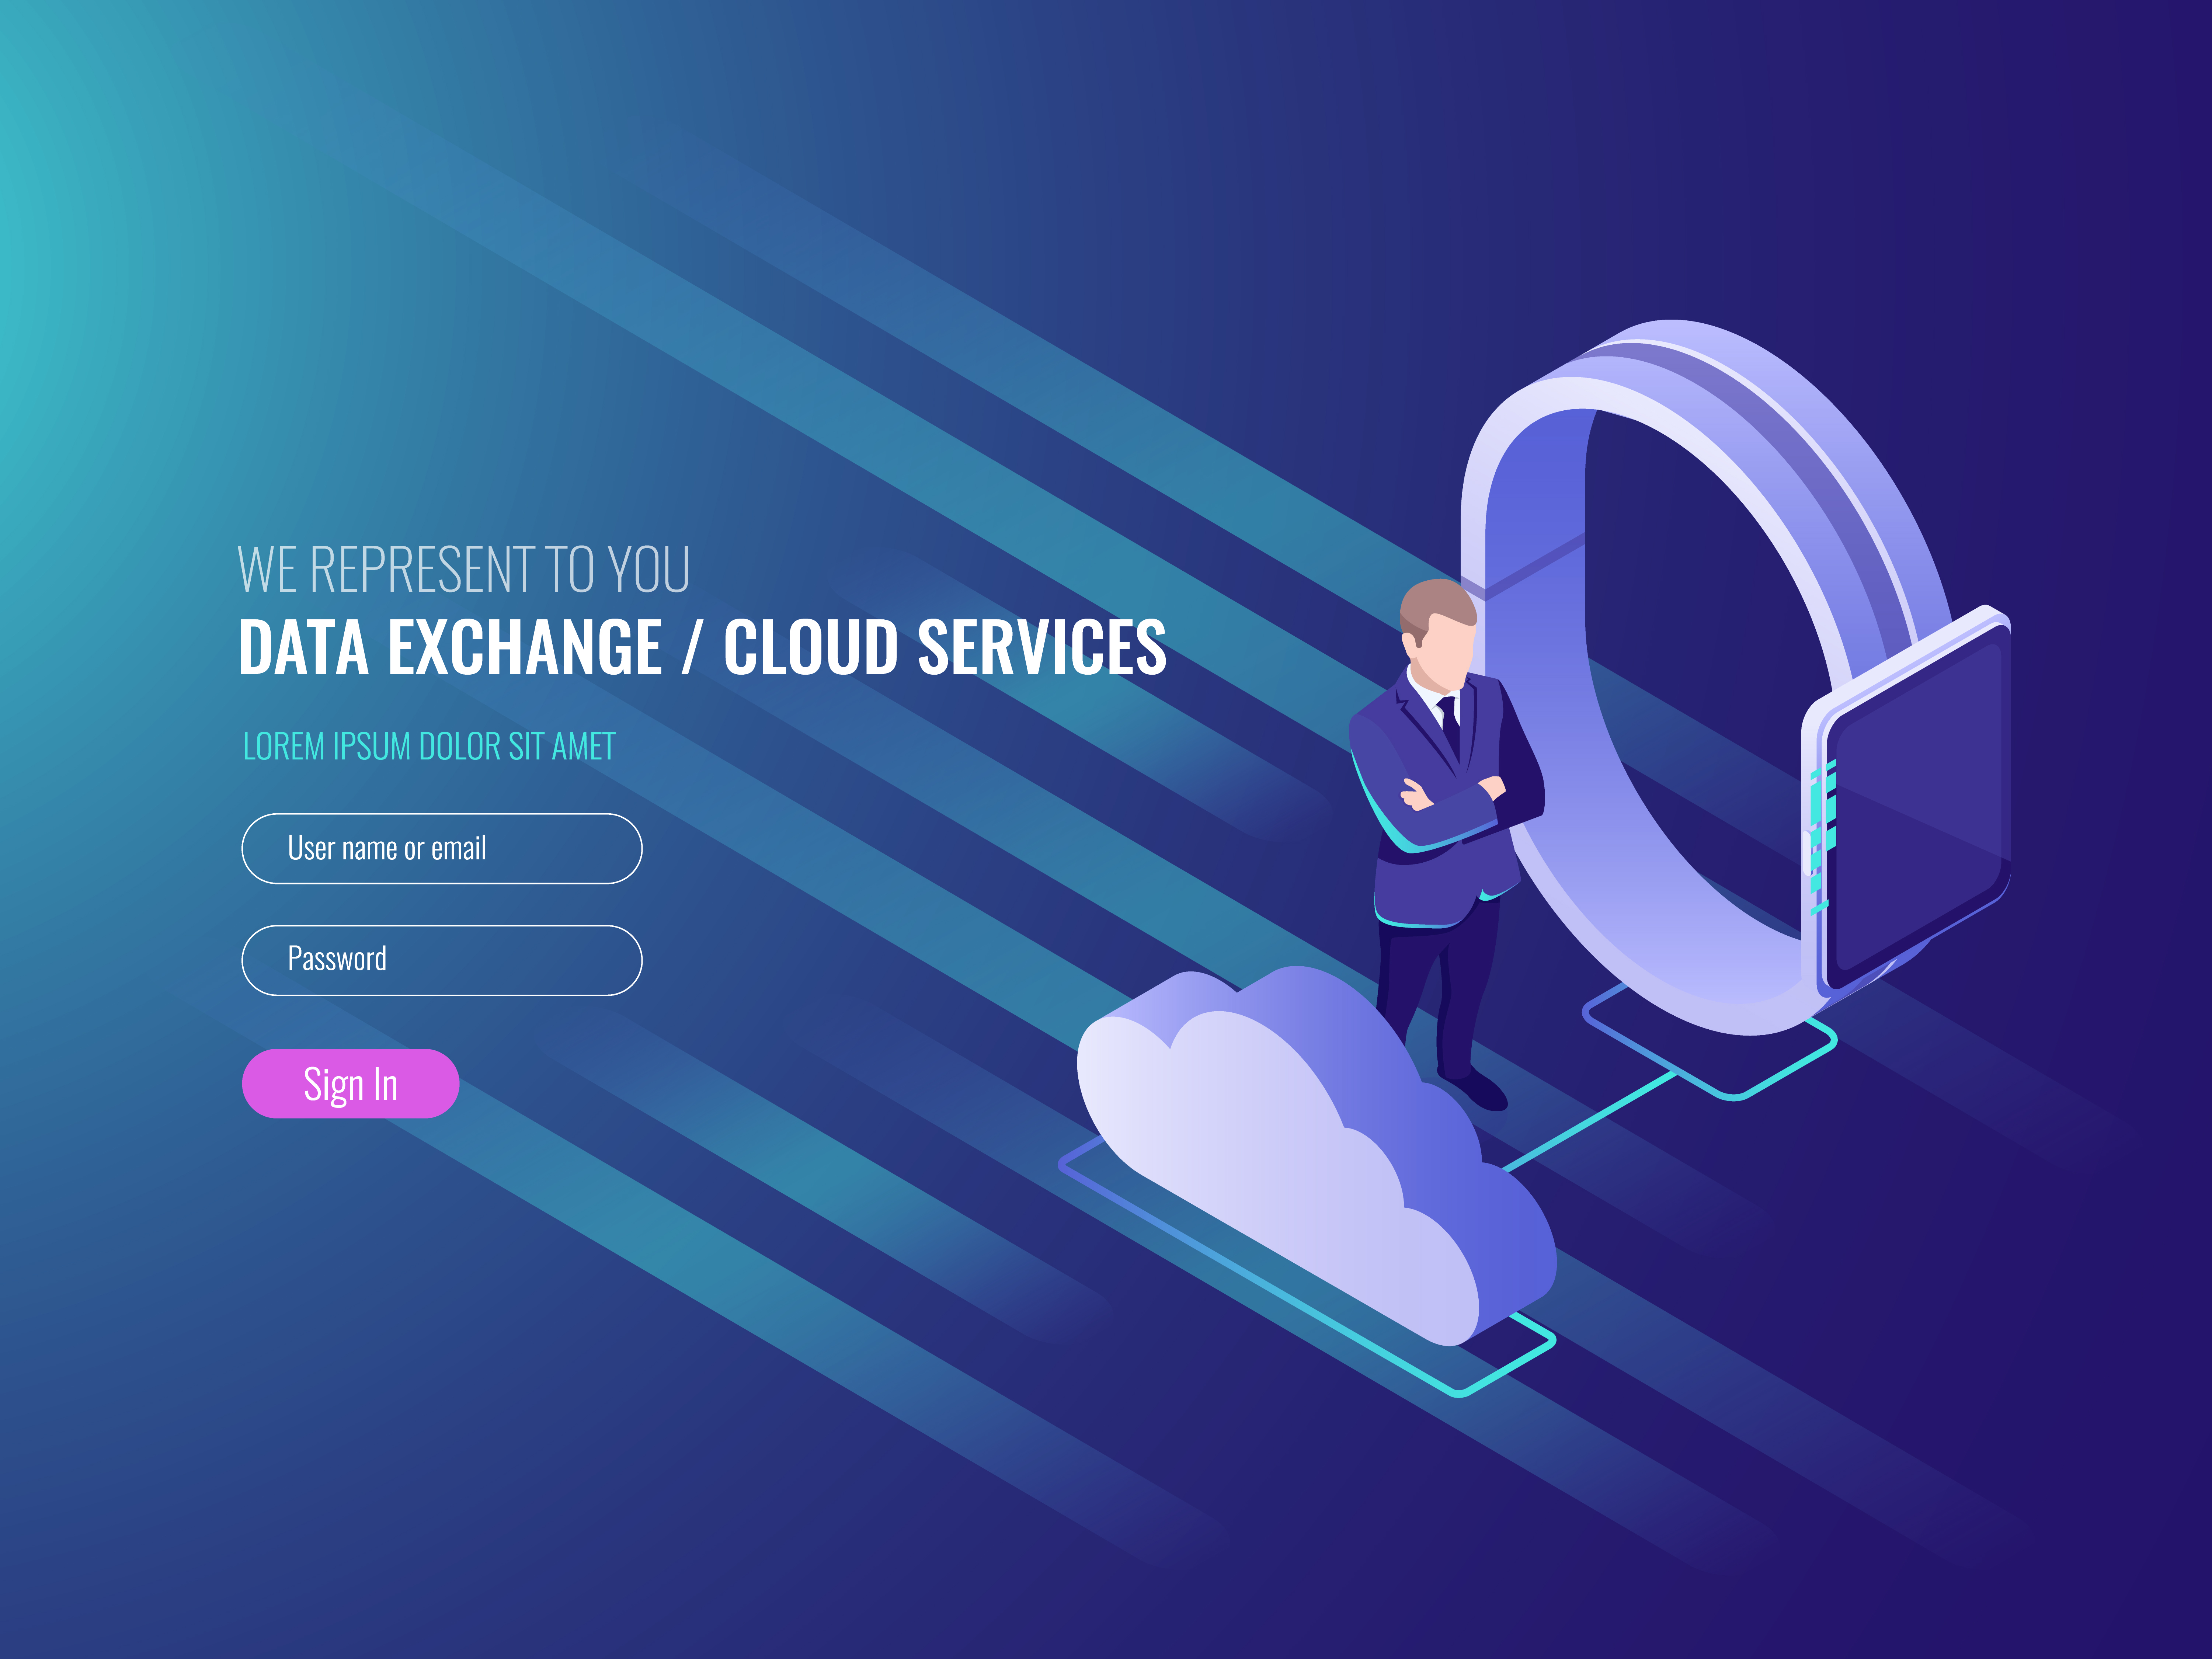 WE REPRESENT TO YOU
DATA EXCHANGE / CLOUD SERVICES
LOREM IPSUM DOLOR SIT AMET
User name or email
Password
Sign In